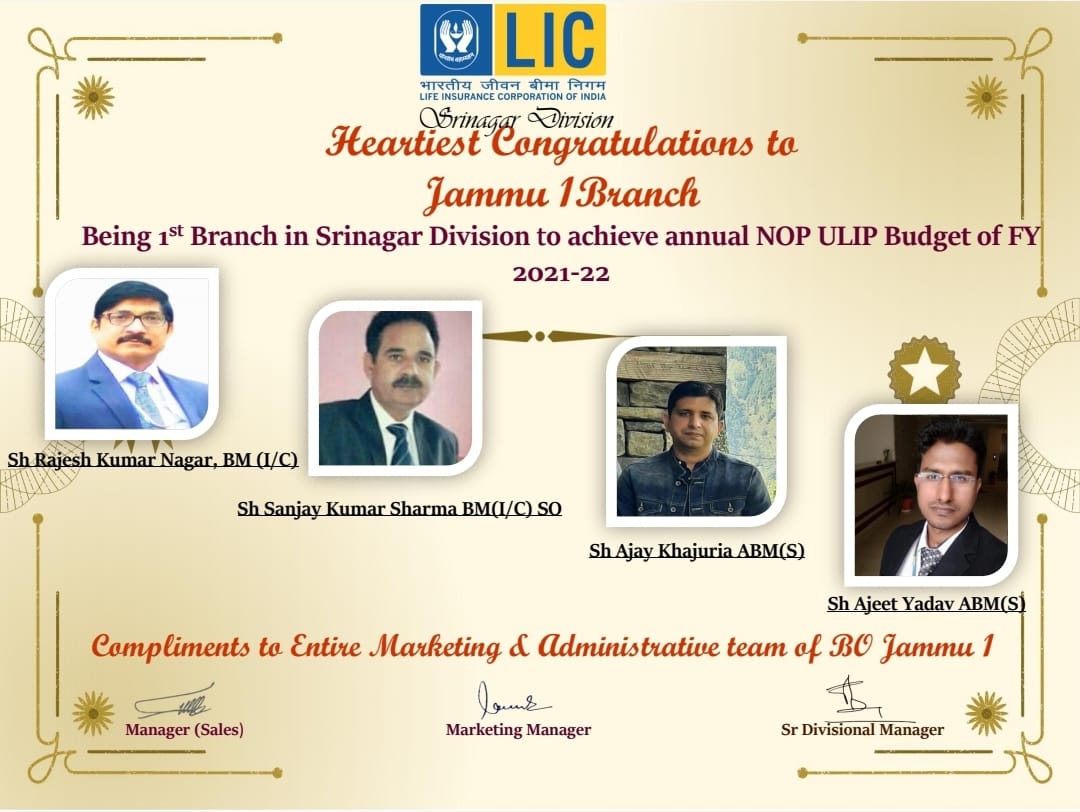 LIC
भारतीय जीवन बीमा निगम
LIFE INSURANCE CORPORATION OF INDIA
Srinagar Division
Heartiest Congratulations to
Jammu 1Branch
Being 1st Branch in Srinagar Division to achieve annual NOP ULIP Budget of FY
2021-22
Sh Rajesh Kumar Nagar, BM (I/C)
Sh Sanjay Kumar Sharma BM(I/C) SO
Sh Ajay Khajuria ABM(S)
Sh Ajeet Yadav ABM(S)
Compliments to Entire Marketing & Administrative team of BO Jammu 1
Manager (Sales)
Marketing Manager
Sr Divisional Manager